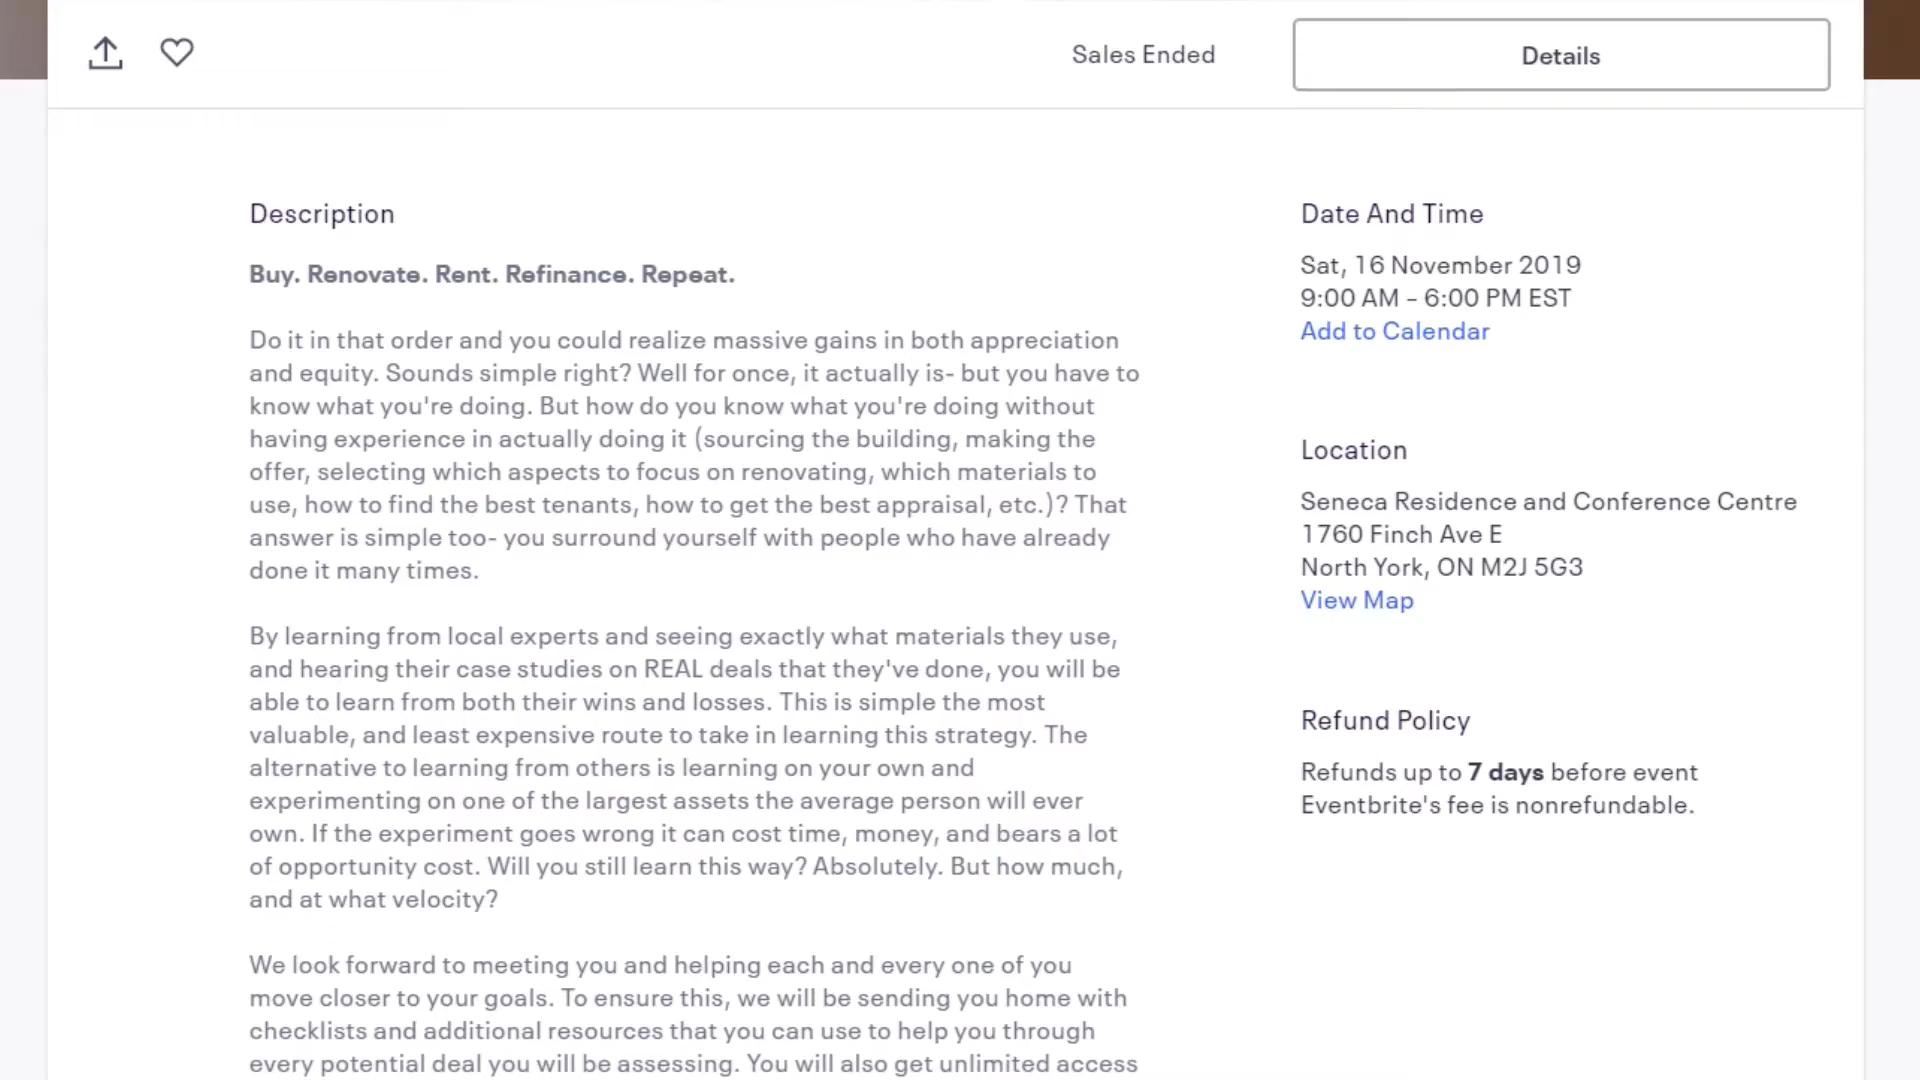 Sales Ended
Details
Description
Buy. Renovate. Rent. Refinance. Repeat.
Do it in that order and you could realize massive gains in both appreciation
and equity. Sounds simple right? Well for once, it actually is- but you have to
know what you're doing. But how do you know what you're doing without
having experience in actually doing it (sourcing the building, making the
offer, selecting which aspects to focus on renovating, which materials to
use, how to find the best tenants, how to get the best appraisal, etc.)? That
answer is simple too- you surround yourself with people who have already
done it many times.
By learning from local experts and seeing exactly what materials they use,
and hearing their case studies on REAL deals that they've done, you will be
able to learn from both their wins and losses. This is simple the most
valuable, and least expensive route to take in learning this strategy. The
alternative to learning from others is learning on your own and
experimenting on one of the largest assets the average person will ever
own. If the experiment goes wrong it can cost time, money, and bears a lot
of opportunity cost. Will you still learn this way? Absolutely. But how much,
and at what velocity?
We look forward to meeting you and helping each and every one of you
move closer to your goals. To ensure this, we will be sending you home with
checklists and additional resources that you can use to help you through
every potential deal you will be assessing. You will also get unlimited access
Date And Time
Sat, 16 November 2019
9:00 AM – 6:00 PM EST
Add to Calendar
Location
Seneca Residence and Conference Centre
1760 Finch Ave E
North York, ON M2J 5G3
View Map
Refund Policy
Refunds up to 7 days before event
Eventbrite's fee is nonrefundable.